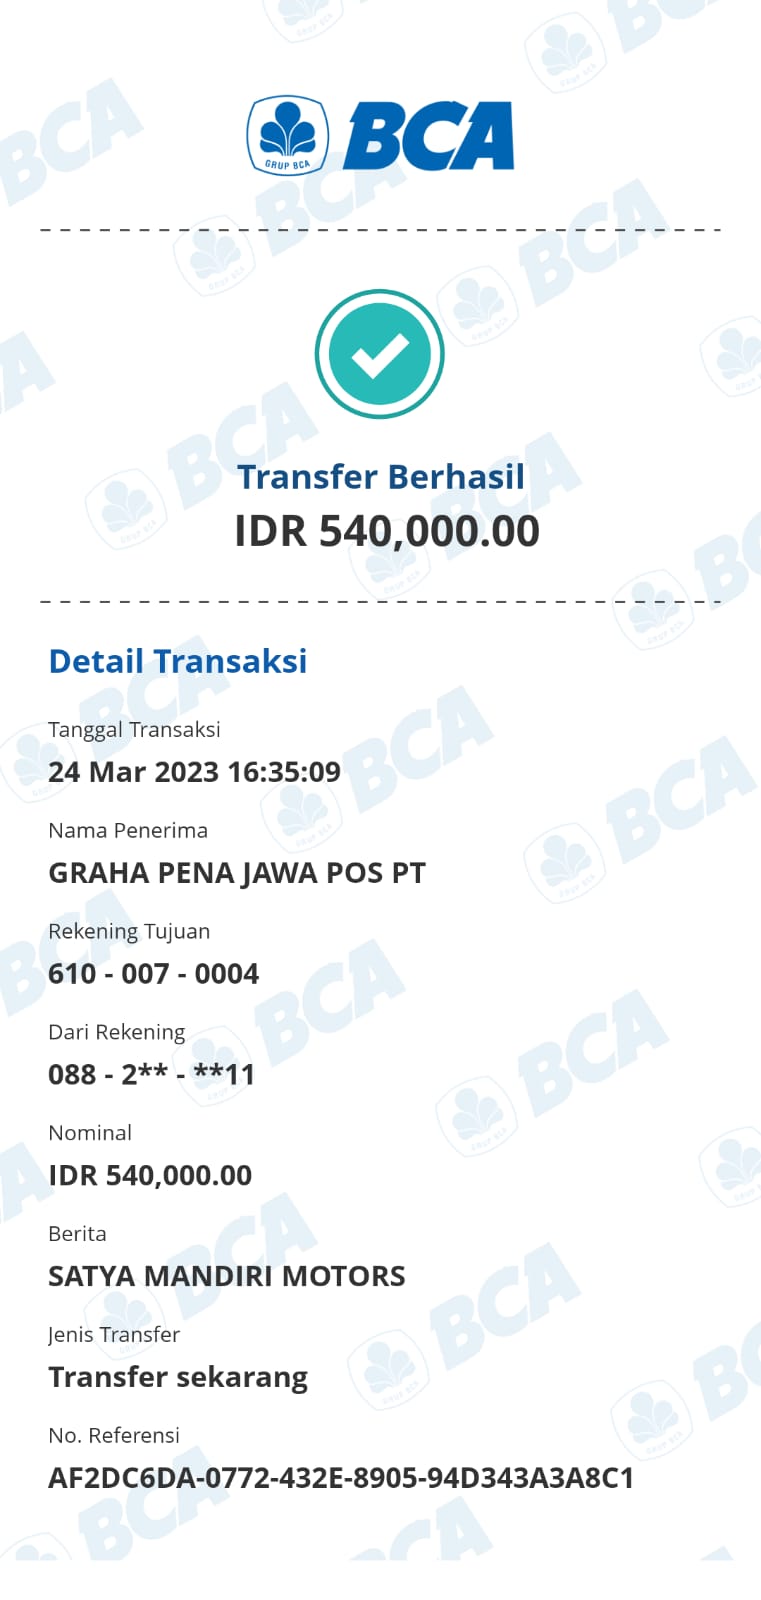 GRUP BCA
BCA
Transfer Berhasil
IDR 540,000.00
Detail Transaksi
Tanggal Transaksi
24 Mar 2023 16:35:09
Nama Penerima
GRAHA PENA JAWA POS PT
Rekening Tujuan
610 - 007 - 0004
Dari Rekening
088 - 2** - **11
Nominal
IDR 540,000.00
Berita
SATYA MANDIRI MOTORS
Jenis Transfer
Transfer sekarang
No. Referensi
AF2DC6DA-0772-432E-8905-94D343A3A8C1